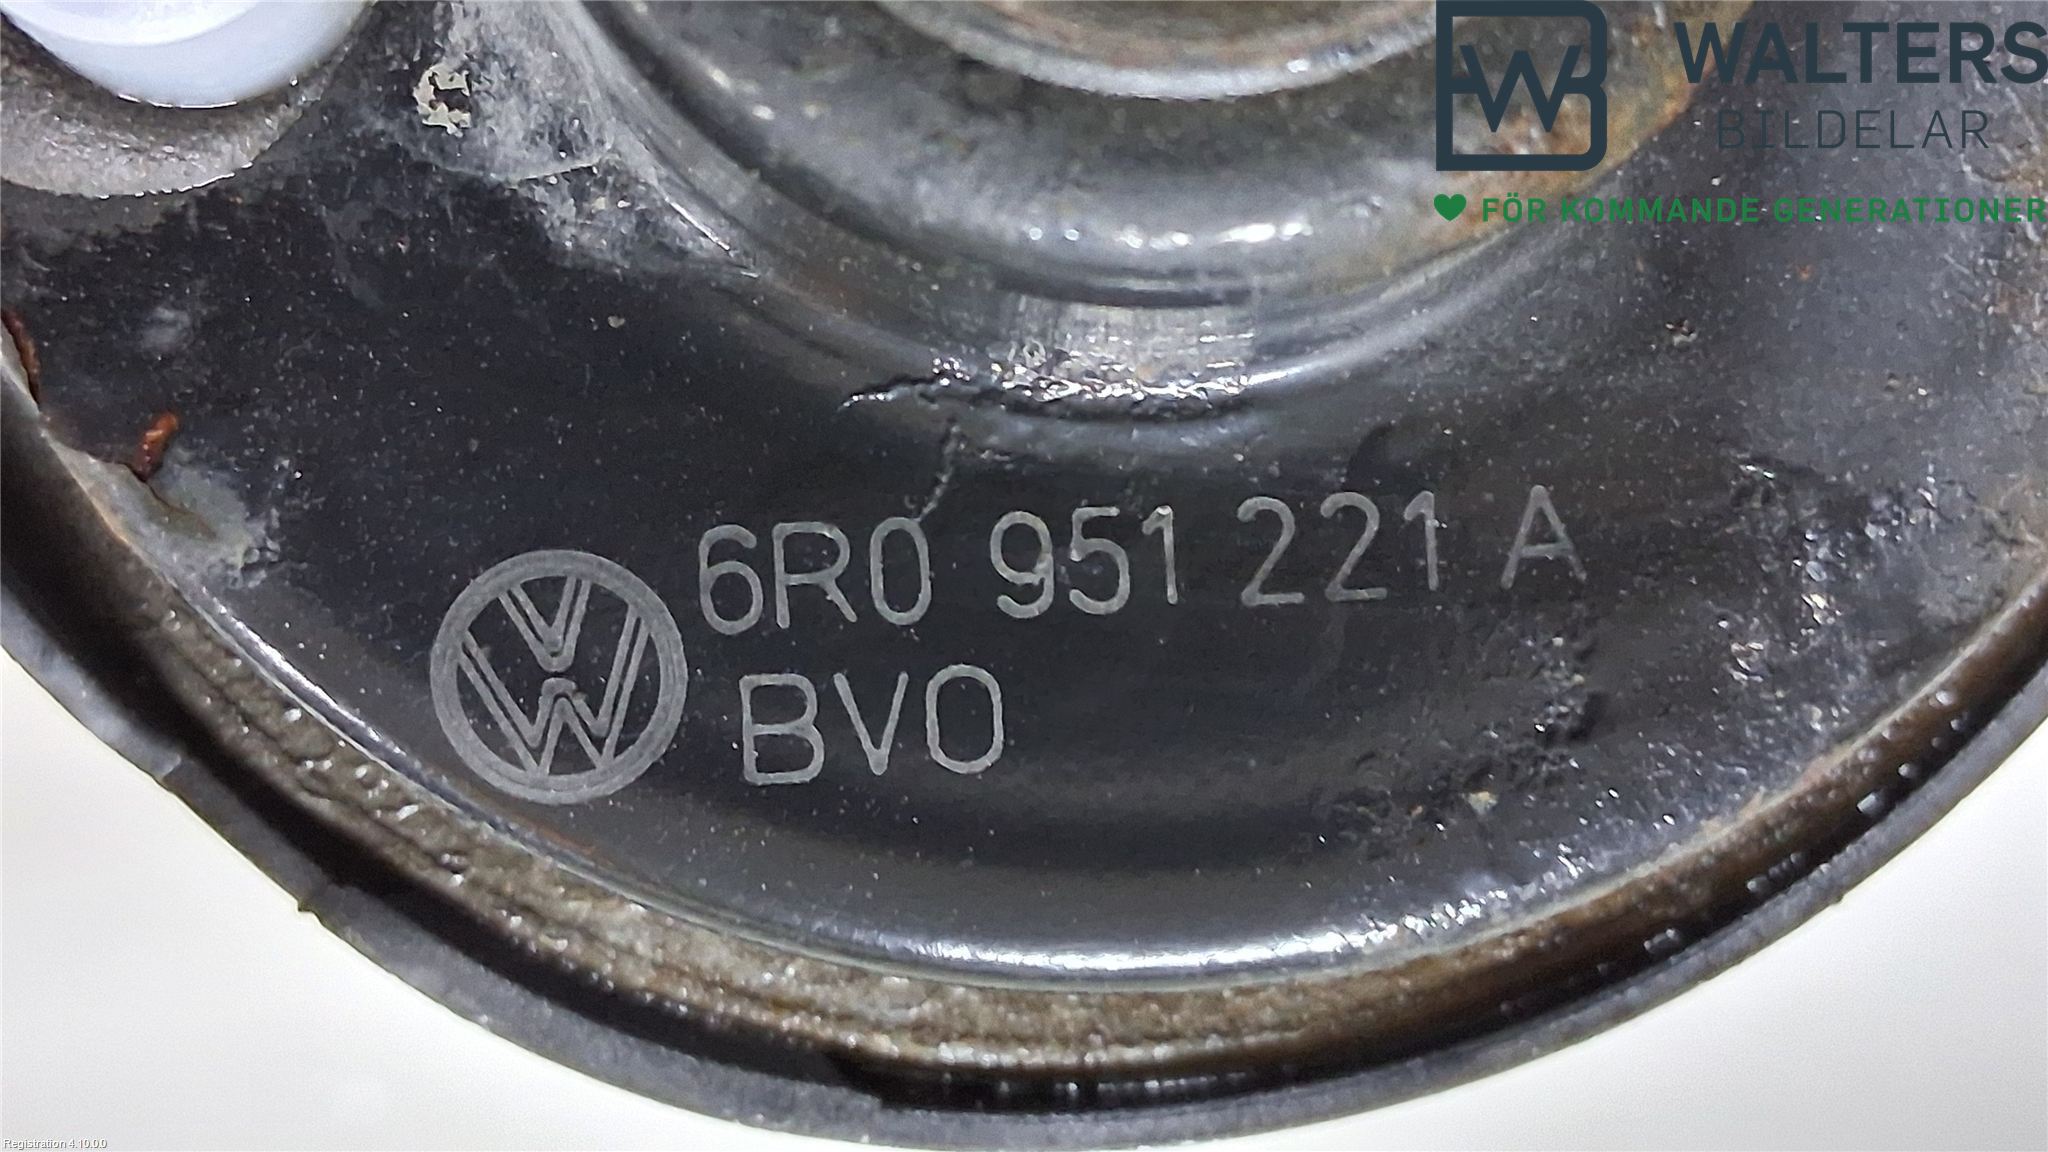 WALTERS
BILDELAR
FÖR KOMMANDE GENERATIONER
6R0 951 221 A
BVO
Registration 4.10.0.0